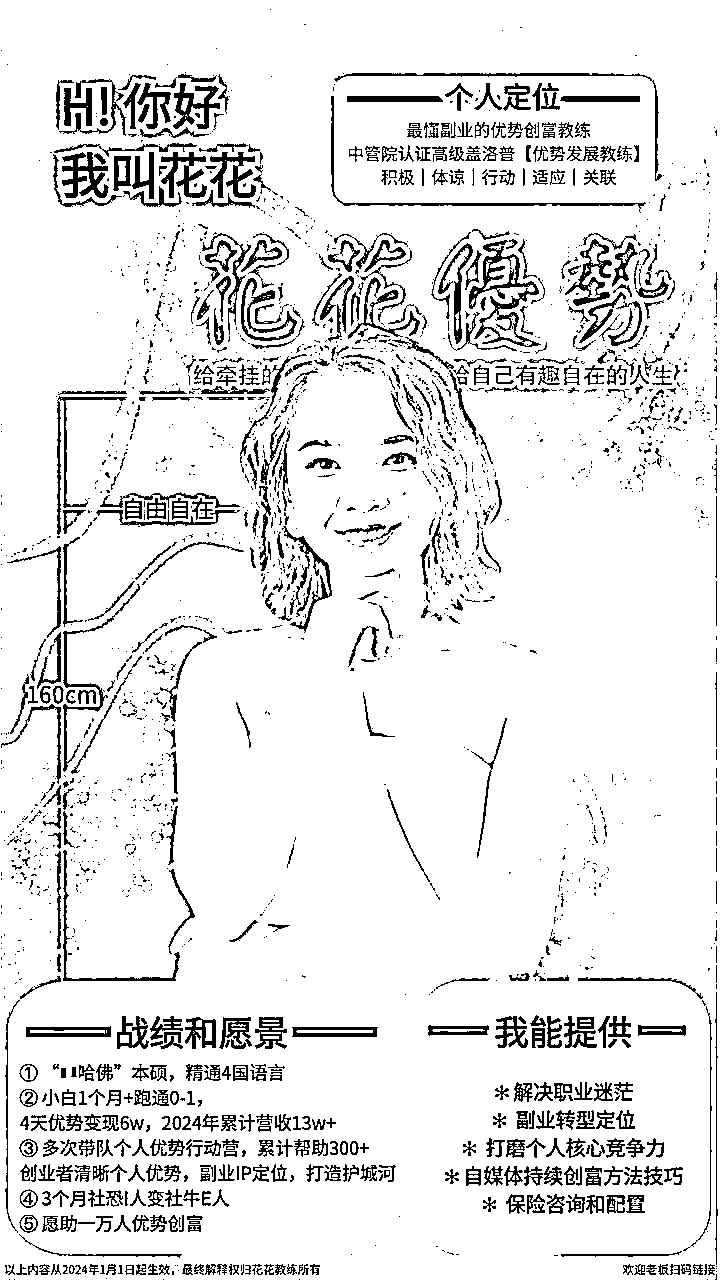 H! 你好
我叫花花
个人定位
最懂副业的优势创富教练
中管院认证高级盖洛普【优势发展教练】
积极｜体谅｜行动｜适应｜关联
花花優勢
给牵挂的 给自己有趣自在的人生
自由自在
160cm
战绩和愿景
① “哈佛”本硕，精通4国语言
② 小白1个月+跑通0-1，
4天优势变现6w，2024年累计营收13w+
③ 多次带队个人优势行动营，累计帮助300+
创业者清晰个人优势，副业IP定位，打造护城河
④ 3个月社恐I人变社牛E人
⑤ 愿助一万人优势创富
我能提供
＊解决职业迷茫
＊ 副业转型定位
＊ 打磨个人核心竞争力
＊自媒体持续创富方法技巧
＊ 保险咨询和配置
以上内容从2024年1月1日起生效，最终解释权归花花教练所有
欢迎老板扫码链接